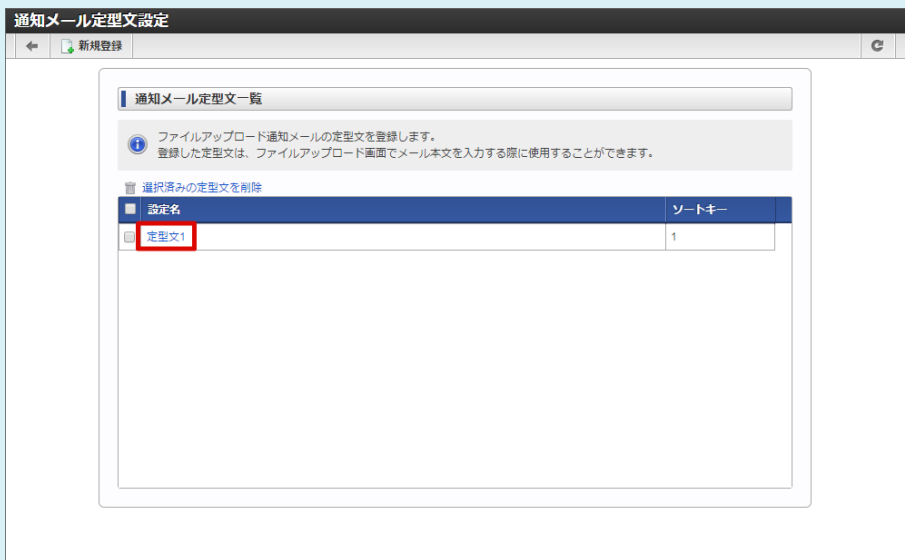 通知メール定型文設定
新規登録
通知メール定型文一覧
ファイルアップロード通知メールの定型文を登録します。
登録した定型文は、ファイルアップロード画面でメール本文を入力する際に使用することができます。
選択済みの定型文を削除
設定名 ソートキー
定型文1 1